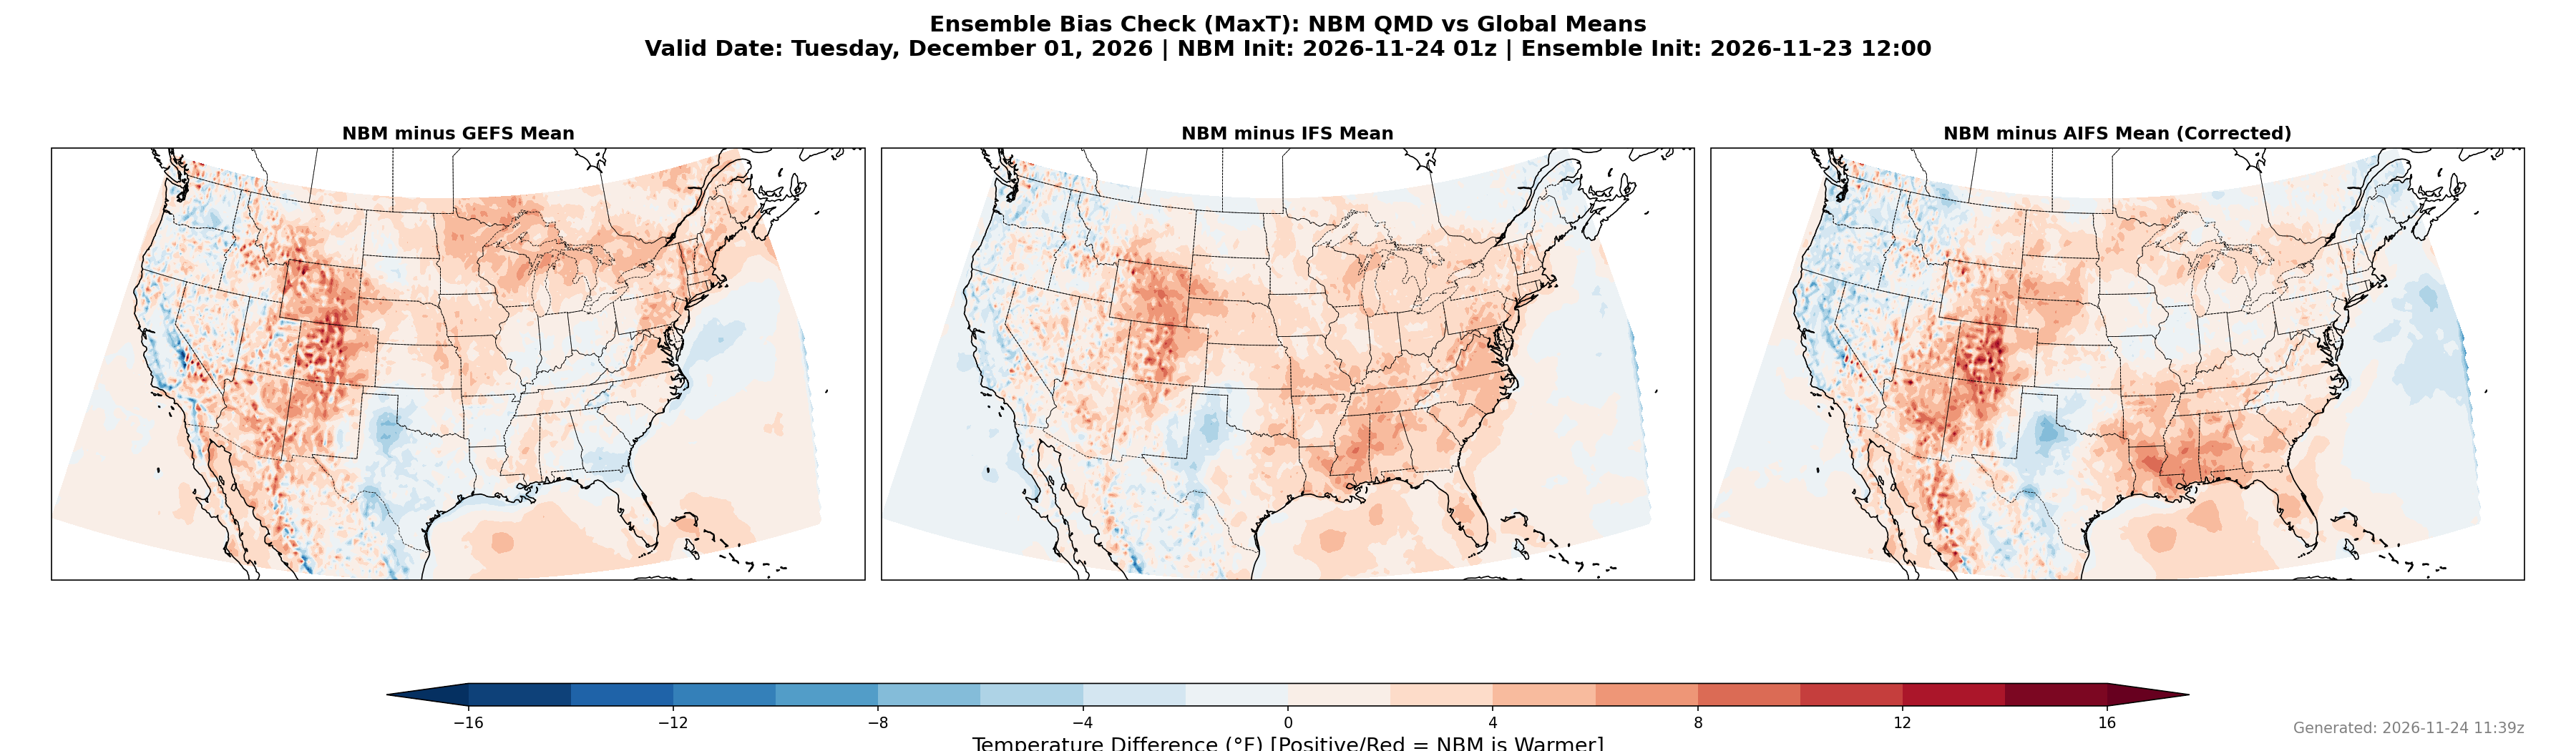 Ensemble Bias Check (MaxT): NBM QMD vs Global Means
Valid Date: Tuesday, December 01, 2026 | NBM Init: 2026-11-24 01z | Ensemble Init: 2026-11-23 12:00
NBM minus GEFS Mean
NBM minus IFS Mean
NBM minus AIFS Mean (Corrected)
−16 −12 −8 −4 0 4 8 12 16
Generated: 2026-11-24 11:39z
Temperature Difference (°F) [Positive/Red = NBM is Warmer]